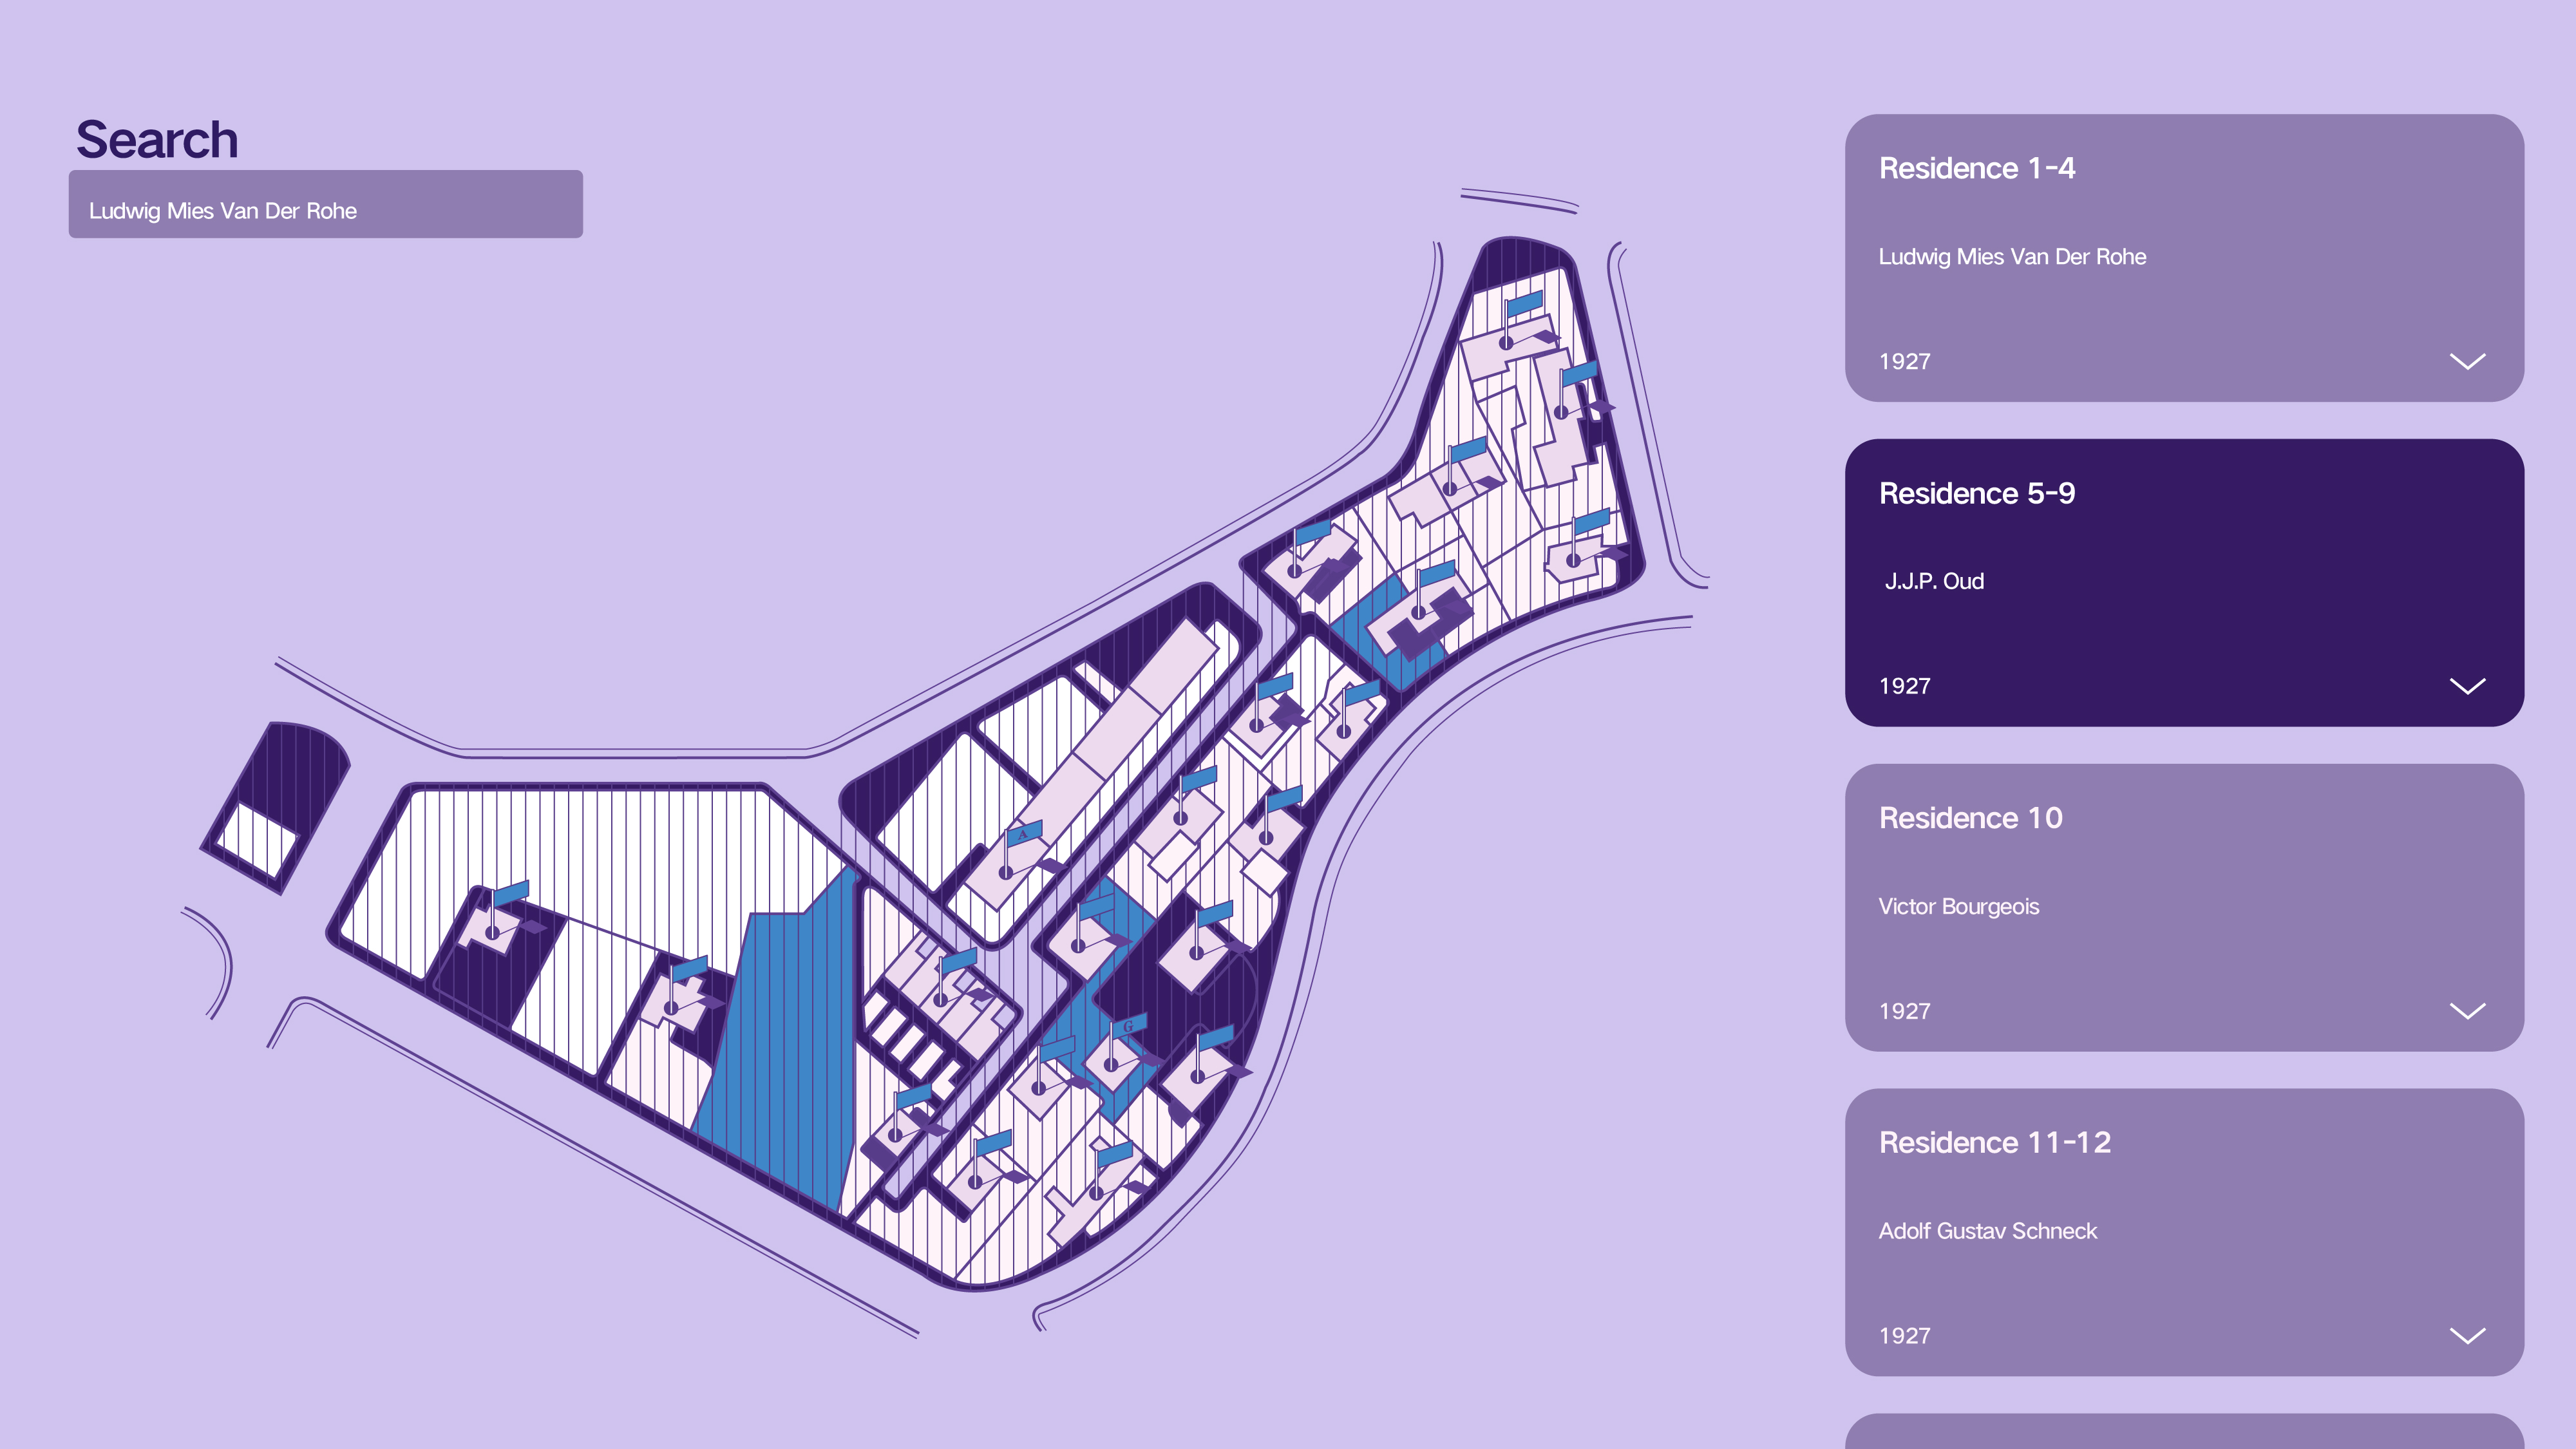 Search
Ludwig Mies Van Der Rohe
Residence 1-4
Ludwig Mies Van Der Rohe
1927
Residence 5-9
J.J.P. Oud
1927
Residence 10
Victor Bourgeois
1927
Residence 11-12
Adolf Gustav Schneck
1927
A
G